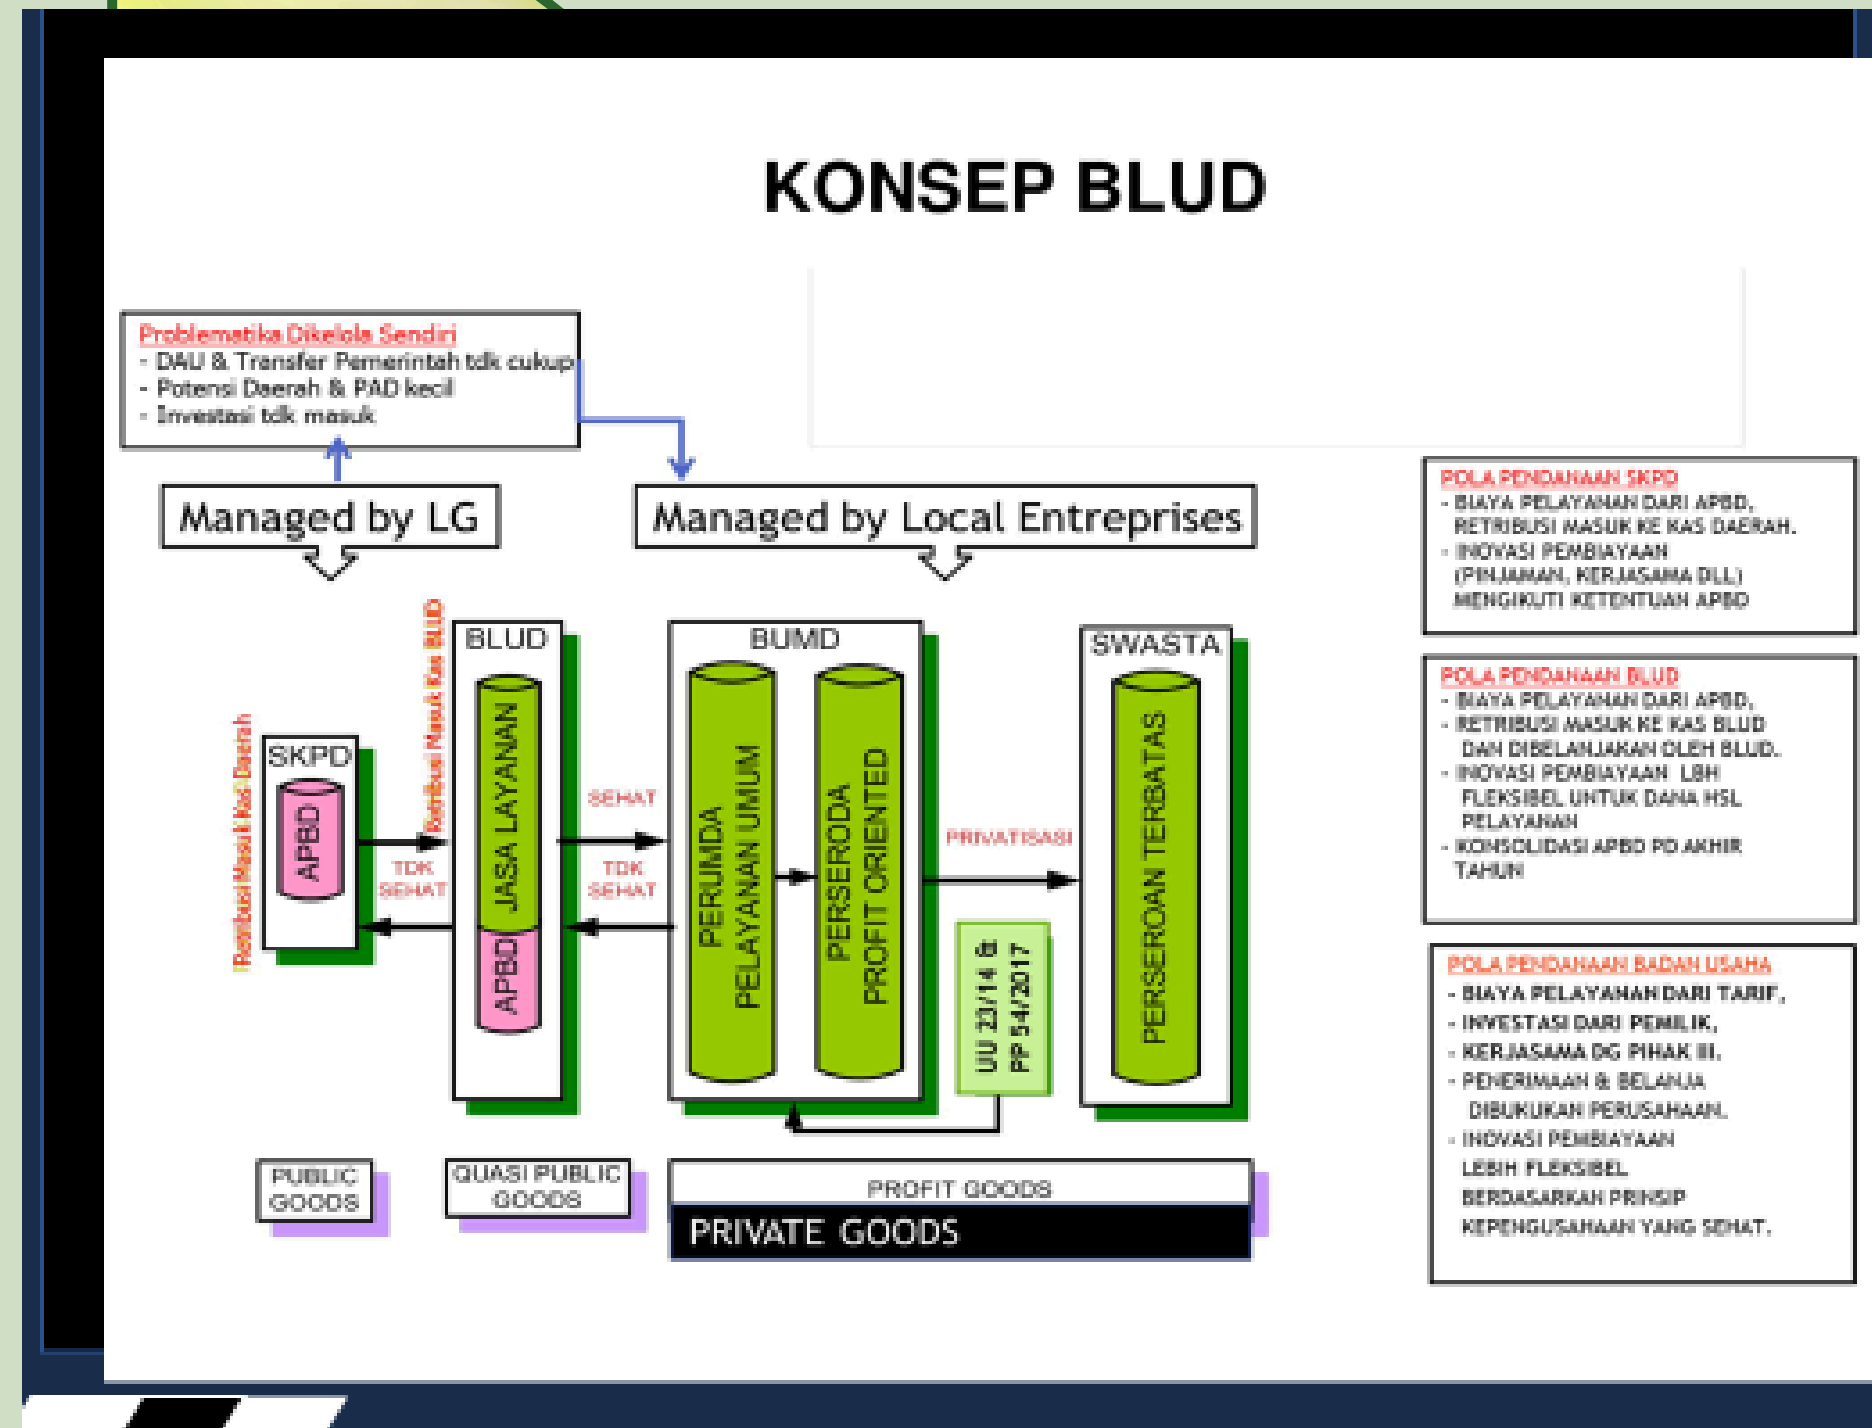 KONSEP BLUD
Problematika Dikelola Sendiri
- DAU & Transfer Pemerintah tdk cukup
- Potensi Daerah & PAD kecil
- Investasi tdk masuk
Managed by LG
Managed by Local Entreprises
Retribusi Masuk Kas Daerah
SKPD
APBD
TDK
SEHAT
Retribusi Masuk Kas BLUD
BLUD
JASA LAYANAN
APBD
SEHAT
TDK
SEHAT
BUMD
PERUMDA
PELAYANAN UMUM
PERSERODA
PROFIT ORIENTED
PRIVATISASI
UU 23/14 &
PP 54/2017
SWASTA
PERSEROAN TERBATAS
PUBLIC
GOODS
QUASI PUBLIC
GOODS
PROFIT GOODS
PRIVATE GOODS
POLA PENDANAAN SKPD
- BIAYA PELAYANAN DARI APBD,
RETRIBUSI MASUK KE KAS DAERAH.
- INOVASI PEMBIAYAAN
(PINJAMAN, KERJASAMA DLL)
MENGIKUTI KETENTUAN APBD
POLA PENDANAAN BLUD
- BIAYA PELAYANAN DARI APBD,
- RETRIBUSI MASUK KE KAS BLUD
DAN DIBELANJAKAN OLEH BLUD.
- INOVASI PEMBIAYAAN LBH
FLEKSIBEL UNTUK DANA HSL
PELAYANAN
- KONSOLIDASI APBD PD AKHIR
TAHUN
POLA PENDANAAN BADAN USAHA
- BIAYA PELAYANAN DARI TARIF,
- INVESTASI DARI PEMILIK,
- KERJASAMA DG PIHAK III.
- PENERIMAAN & BELANJA
DIBUKUKAN PERUSAHAAN.
- INOVASI PEMBIAYAAN
LEBIH FLEKSIBEL
BERDASARKAN PRINSIP
KEPENGUSAHAAN YANG SEHAT.